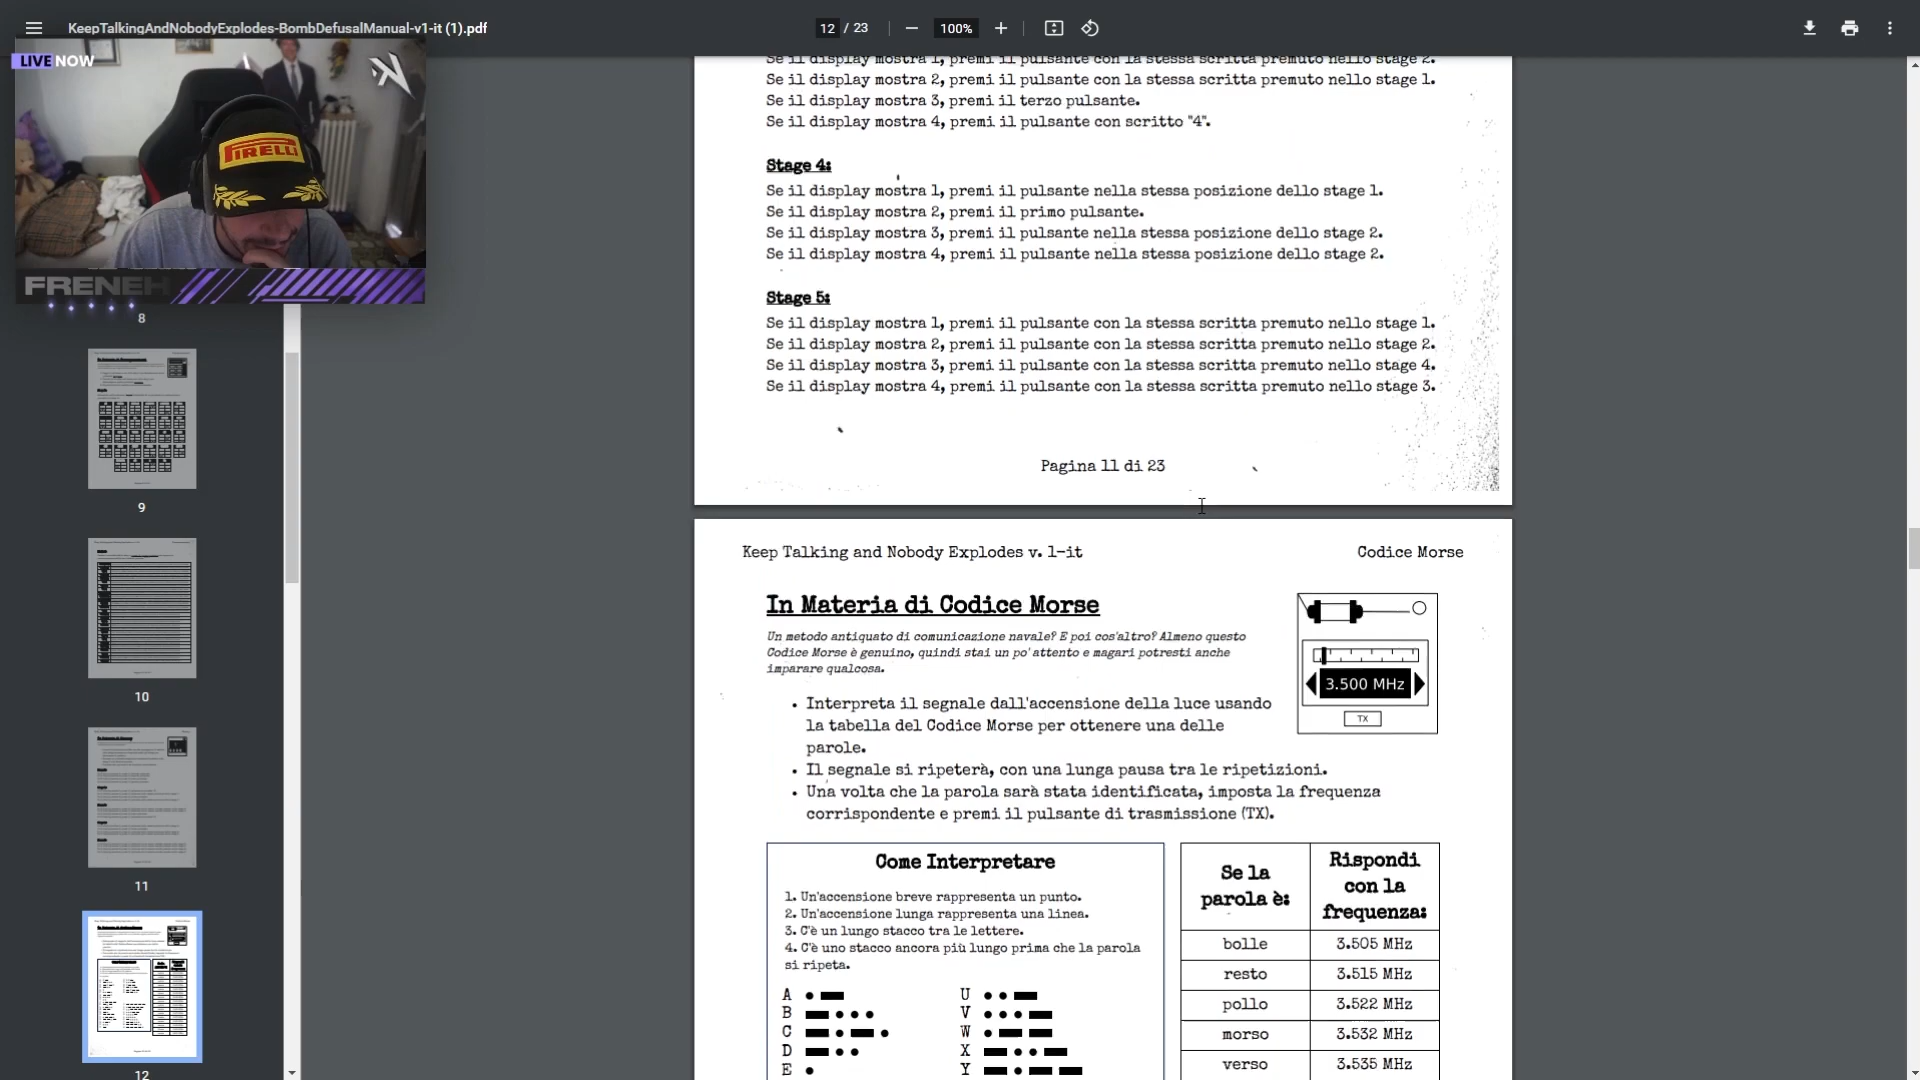 KeepTalkingAndNobodyExplodes-BombDefusalManual-v1-it (1).pdf
12 / 23
100%
LIVE NOW
PIRELLI
FRENEH
8
9
10
11
12
Se il display mostra 1, premi il pulsante con la stessa scritta premuto nello stage 2.
Se il display mostra 2, premi il pulsante con la stessa scritta premuto nello stage 1.
Se il display mostra 3, premi il terzo pulsante.
Se il display mostra 4, premi il pulsante con scritto "4".
Stage 4:
Se il display mostra 1, premi il pulsante nella stessa posizione dello stage 1.
Se il display mostra 2, premi il primo pulsante.
Se il display mostra 3, premi il pulsante nella stessa posizione dello stage 2.
Se il display mostra 4, premi il pulsante nella stessa posizione dello stage 2.
Stage 5:
Se il display mostra 1, premi il pulsante con la stessa scritta premuto nello stage 1.
Se il display mostra 2, premi il pulsante con la stessa scritta premuto nello stage 2.
Se il display mostra 3, premi il pulsante con la stessa scritta premuto nello stage 4.
Se il display mostra 4, premi il pulsante con la stessa scritta premuto nello stage 3.
Pagina 11 di 23
Keep Talking and Nobody Explodes v. 1-it
Codice Morse
In Materia di Codice Morse
Un metodo antiquato di comunicazione navale? E poi cos'altro? Almeno questo
Codice Morse è genuino, quindi stai un po' attento e magari potresti anche
imparare qualcosa.
3.500 MHz
TX
• Interpreta il segnale dall'accensione della luce usando
la tabella del Codice Morse per ottenere una delle
parole.
• Il segnale si ripeterà, con una lunga pausa tra le ripetizioni.
• Una volta che la parola sarà stata identificata, imposta la frequenza
corrispondente e premi il pulsante di trasmissione (TX).
Come Interpretare
1. Un'accensione breve rappresenta un punto.
2. Un'accensione lunga rappresenta una linea.
3. C'è un lungo stacco tra le lettere.
4. C'è uno stacco ancora più lungo prima che la parola
si ripeta.
A
B
C
D
E
U
V
W
X
Y
Se la
parola è:
Rispondi
con la
frequenza:
bolle 3.505 MHz
resto 3.515 MHz
pollo 3.522 MHz
morso 3.532 MHz
verso 3.535 MHz